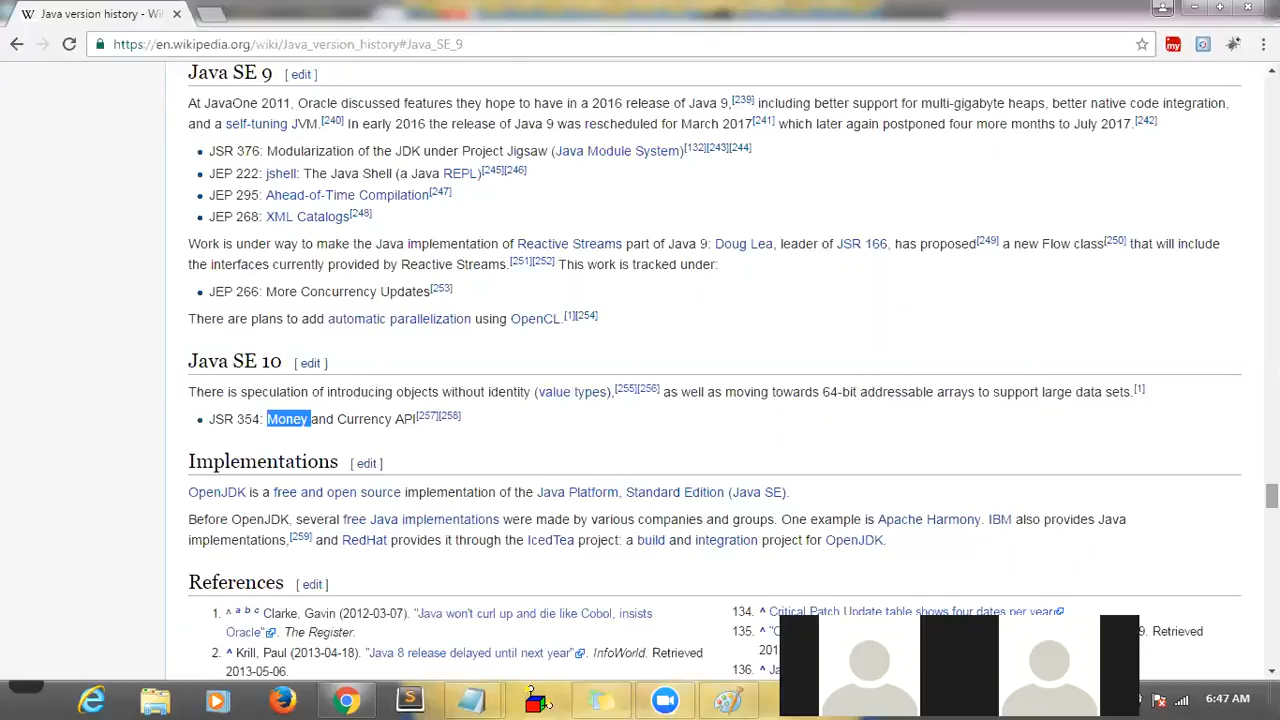 Java version history - Wi
https://en.wikipedia.org/wiki/Java_version_history#Java_SE_9
my
Java SE 9 [ edit ]
At JavaOne 2011, Oracle discussed features they hope to have in a 2016 release of Java 9,[239] including better support for multi-gigabyte heaps, better native code integration,
and a self-tuning JVM.[240] In early 2016 the release of Java 9 was rescheduled for March 2017[241] which later again postponed four more months to July 2017.[242]
• JSR 376: Modularization of the JDK under Project Jigsaw (Java Module System)[132][243][244]
• JEP 222: jshell: The Java Shell (a Java REPL)[245][246]
• JEP 295: Ahead-of-Time Compilation[247]
• JEP 268: XML Catalogs[248]
Work is under way to make the Java implementation of Reactive Streams part of Java 9: Doug Lea, leader of JSR 166, has proposed[249] a new Flow class[250] that will include
the interfaces currently provided by Reactive Streams.[251][252] This work is tracked under:
• JEP 266: More Concurrency Updates[253]
There are plans to add automatic parallelization using OpenCL.[1][254]
Java SE 10 [ edit ]
There is speculation of introducing objects without identity (value types),[255][256] as well as moving towards 64-bit addressable arrays to support large data sets.[1]
• JSR 354: Money and Currency API[257][258]
Implementations [ edit ]
OpenJDK is a free and open source implementation of the Java Platform, Standard Edition (Java SE).
Before OpenJDK, several free Java implementations were made by various companies and groups. One example is Apache Harmony. IBM also provides Java
implementations,[259] and RedHat provides it through the IcedTea project: a build and integration project for OpenJDK.
References [ edit ]
1. ^ a b c Clarke, Gavin (2012-03-07). "Java won't curl up and die like Cobol, insists
Oracle". The Register.
2. ^ Krill, Paul (2013-04-18). "Java 8 release delayed until next year". InfoWorld. Retrieved
2013-05-06.
134. ^ Critical Patch Update table shows four dates per year
135. ^ 9. Retrieved
201
136. ^ Ja
6:47 AM